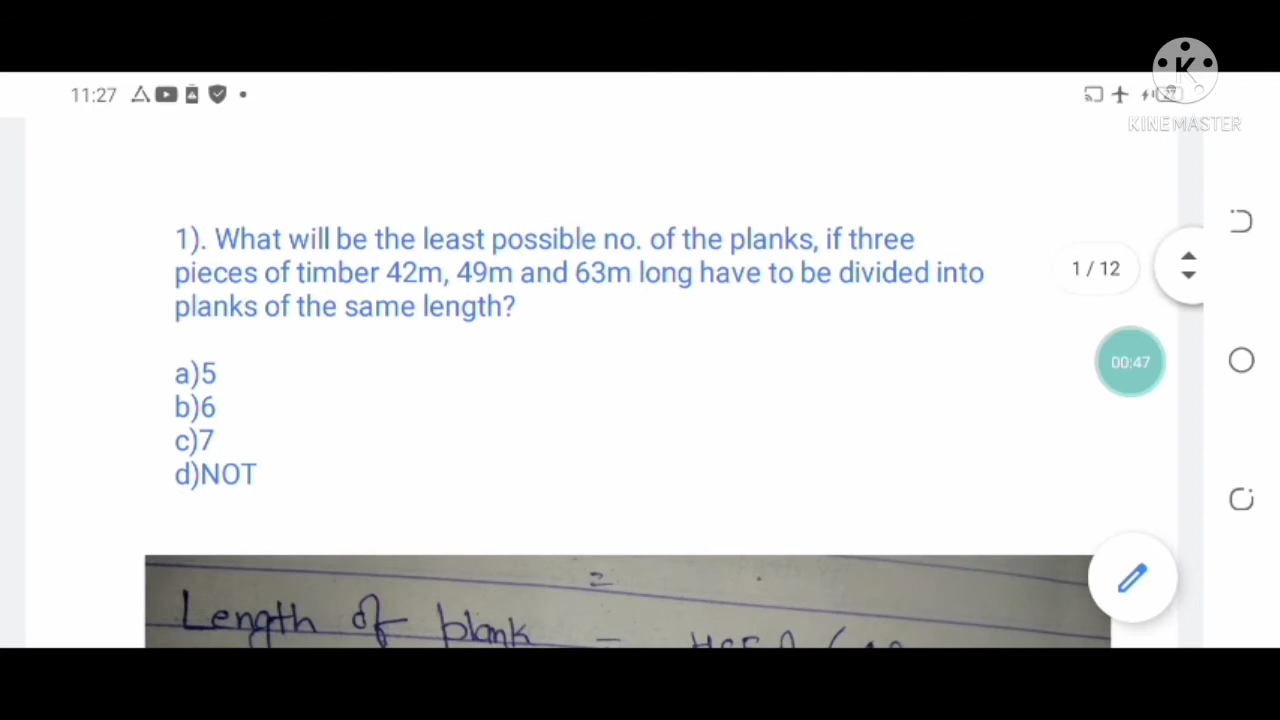 11:27
27
KINEMASTER
1). What will be the least possible no. of the planks, if three
pieces of timber 42m, 49m and 63m long have to be divided into
planks of the same length?
1 / 12
00:47
a)5
b)6
c)7
d)NOT
Length of plank =